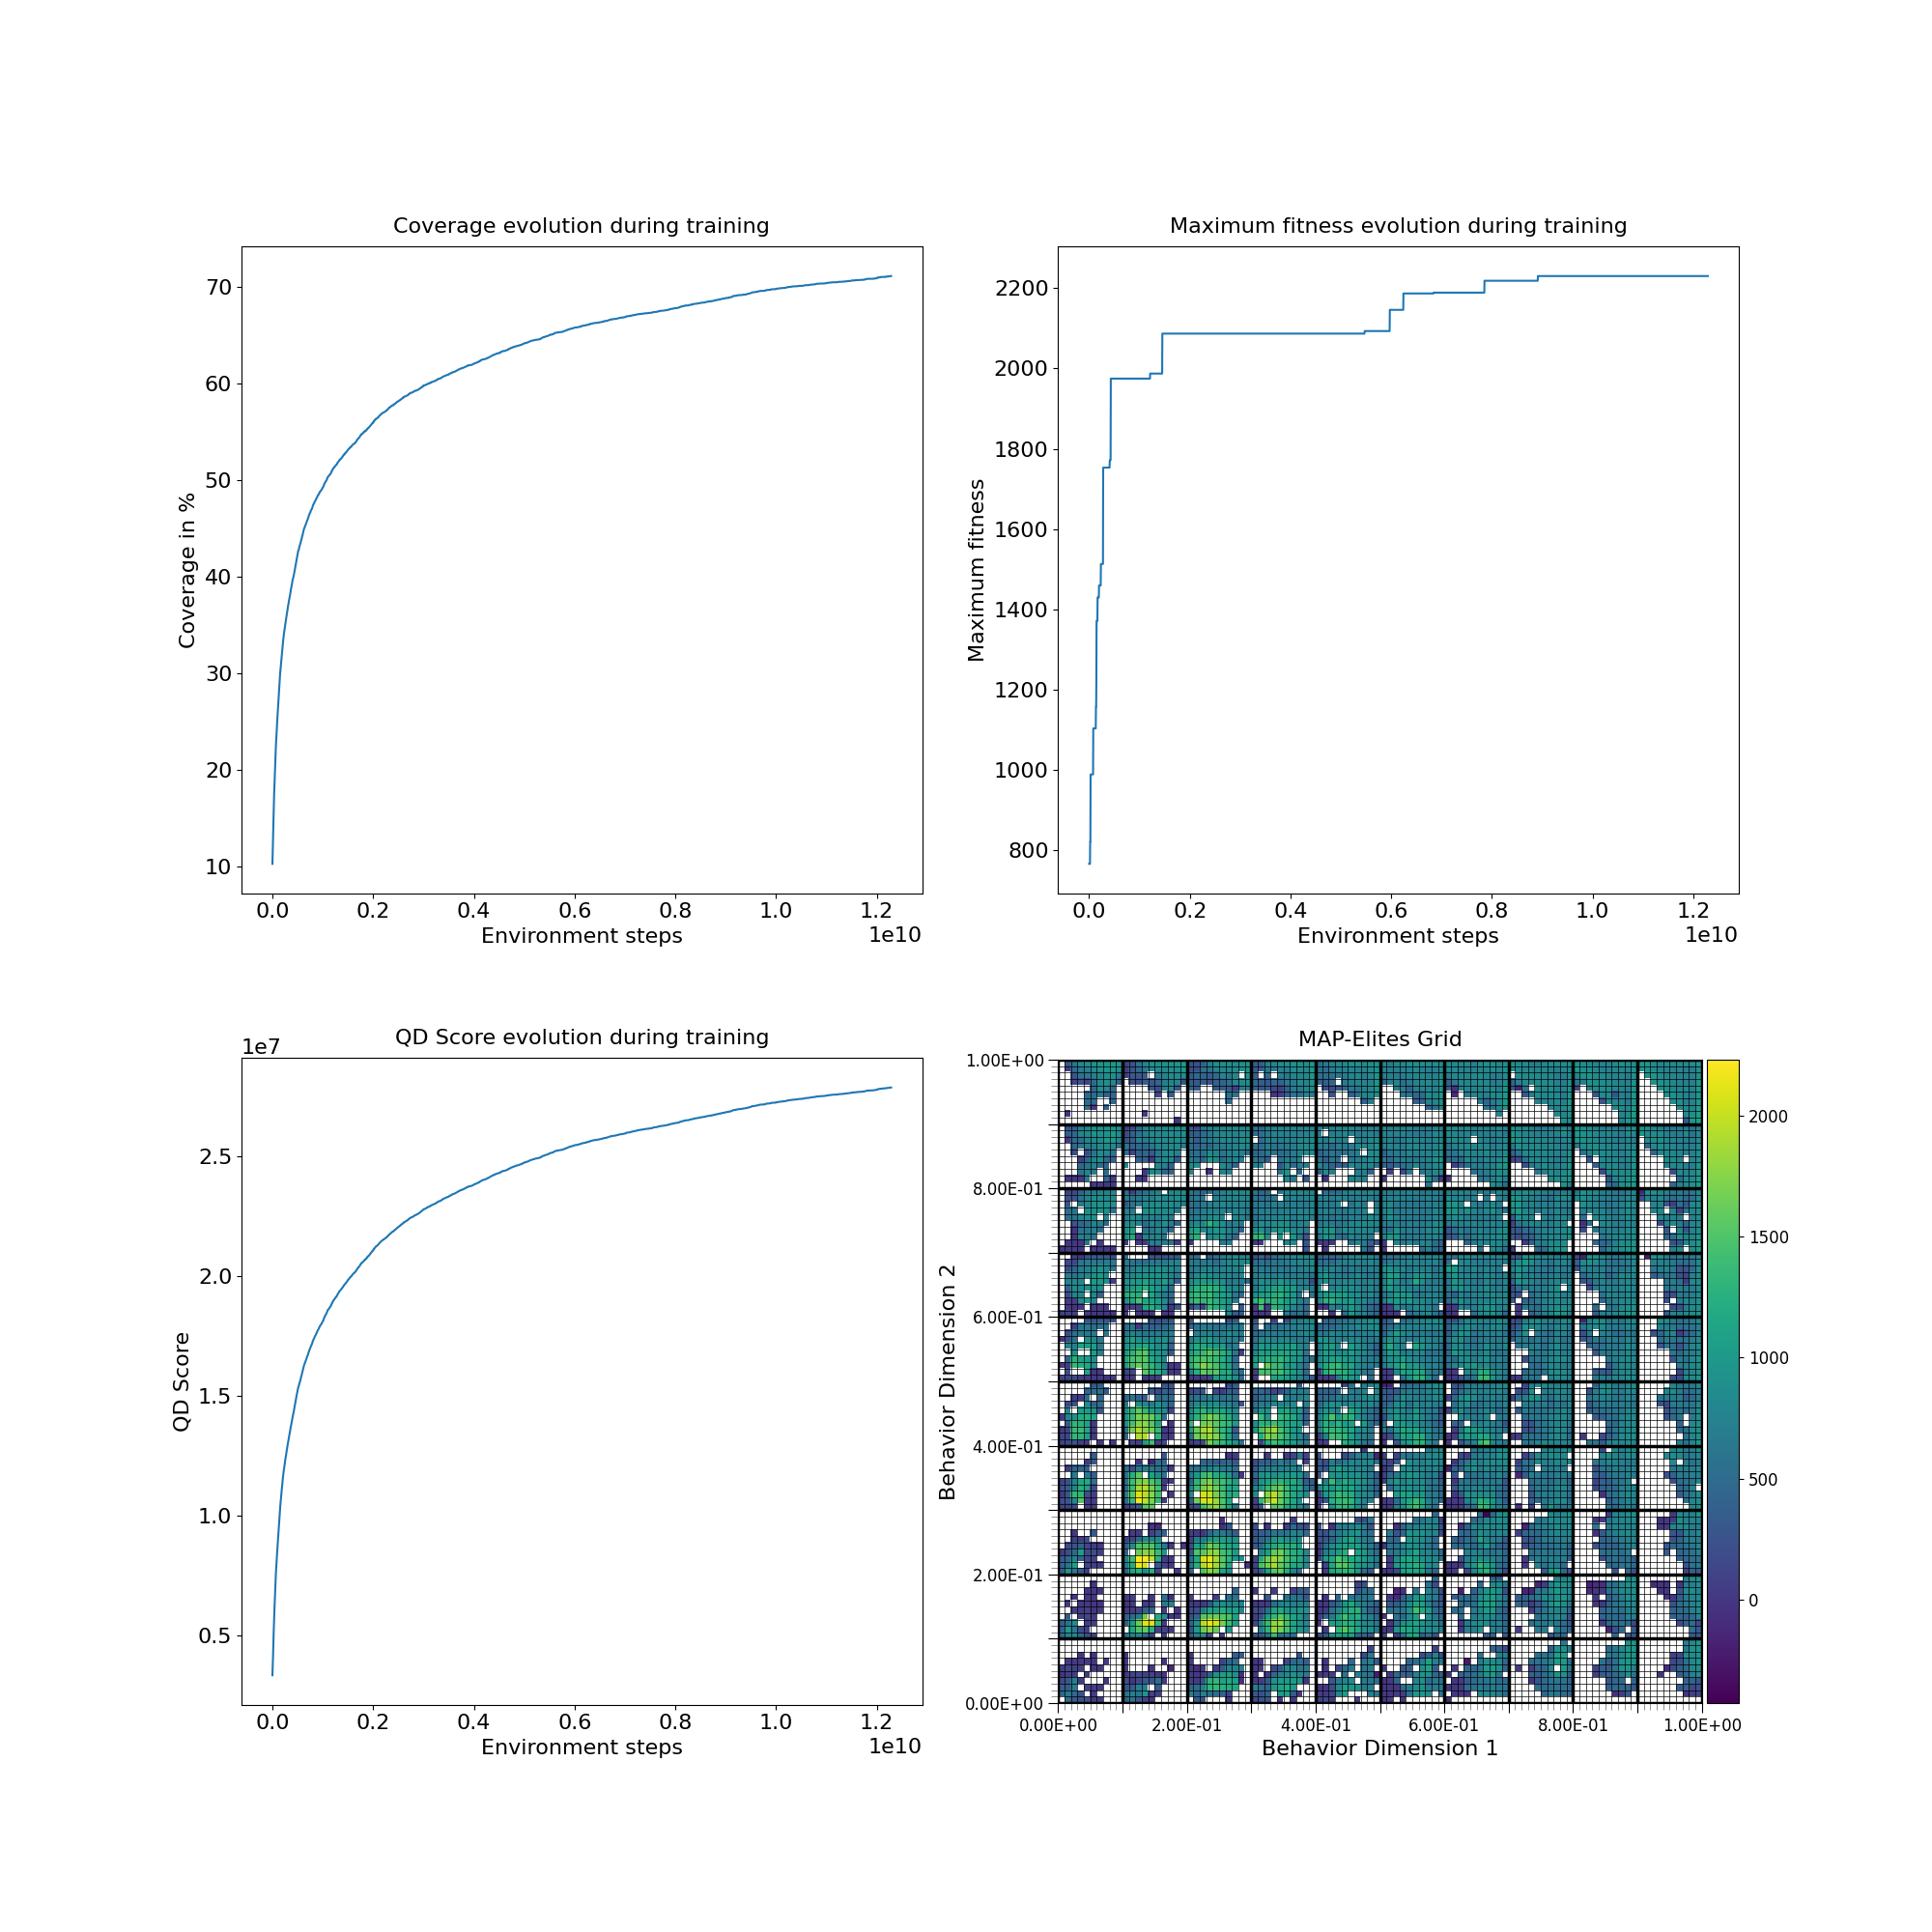 Coverage evolution during training
70
60
50
40
30
20
10
Coverage in %
0.0 0.2 0.4 0.6 0.8 1.0 1.2
Environment steps
1e10
Maximum fitness evolution during training
2200
2000
1800
1600
1400
1200
1000
800
Maximum fitness
0.0 0.2 0.4 0.6 0.8 1.0 1.2
Environment steps
1e10
QD Score evolution during training
1e7
2.5
2.0
1.5
1.0
0.5
QD Score
0.0 0.2 0.4 0.6 0.8 1.0 1.2
Environment steps
1e10
MAP-Elites Grid
1.00E+00
8.00E-01
6.00E-01
4.00E-01
2.00E-01
0.00E+00
Behavior Dimension 2
0.00E+00 2.00E-01 4.00E-01 6.00E-01 8.00E-01 1.00E+00
Behavior Dimension 1
2000
1500
1000
500
0